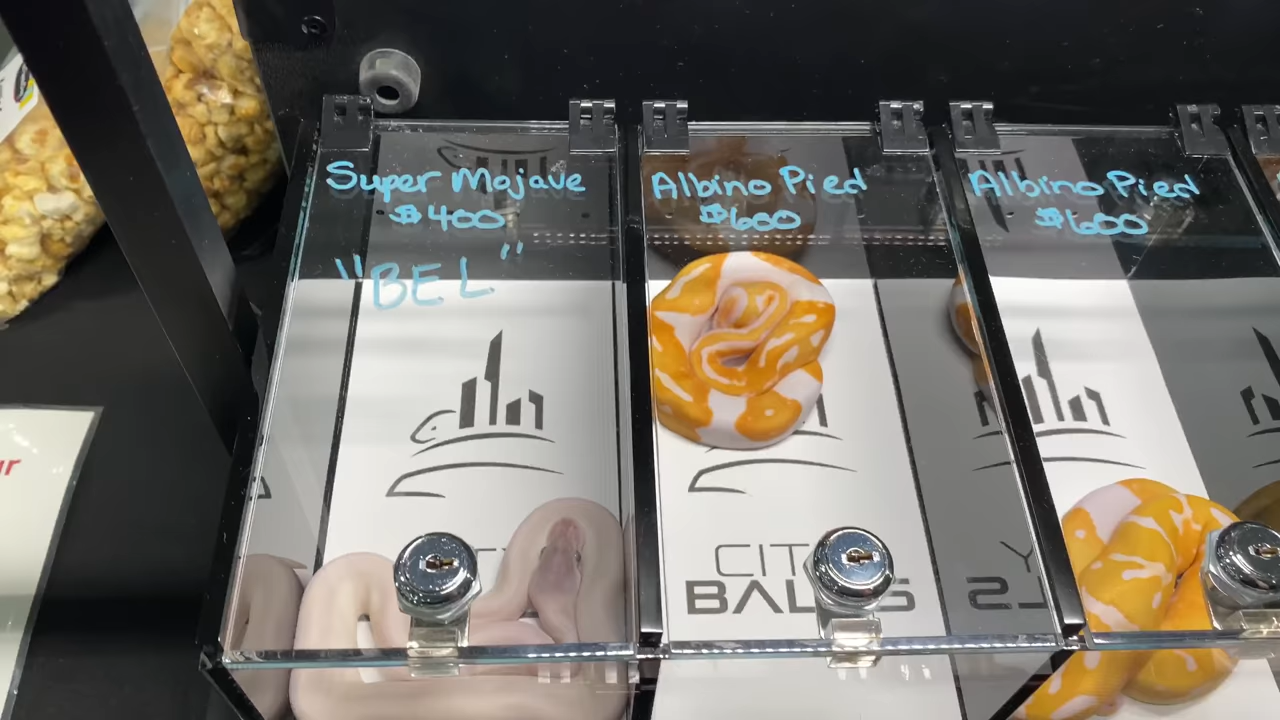 Super Mojave
$400
"BEL"
Albino Pied
$600
Albino Pied
$600
CITY
BALLS